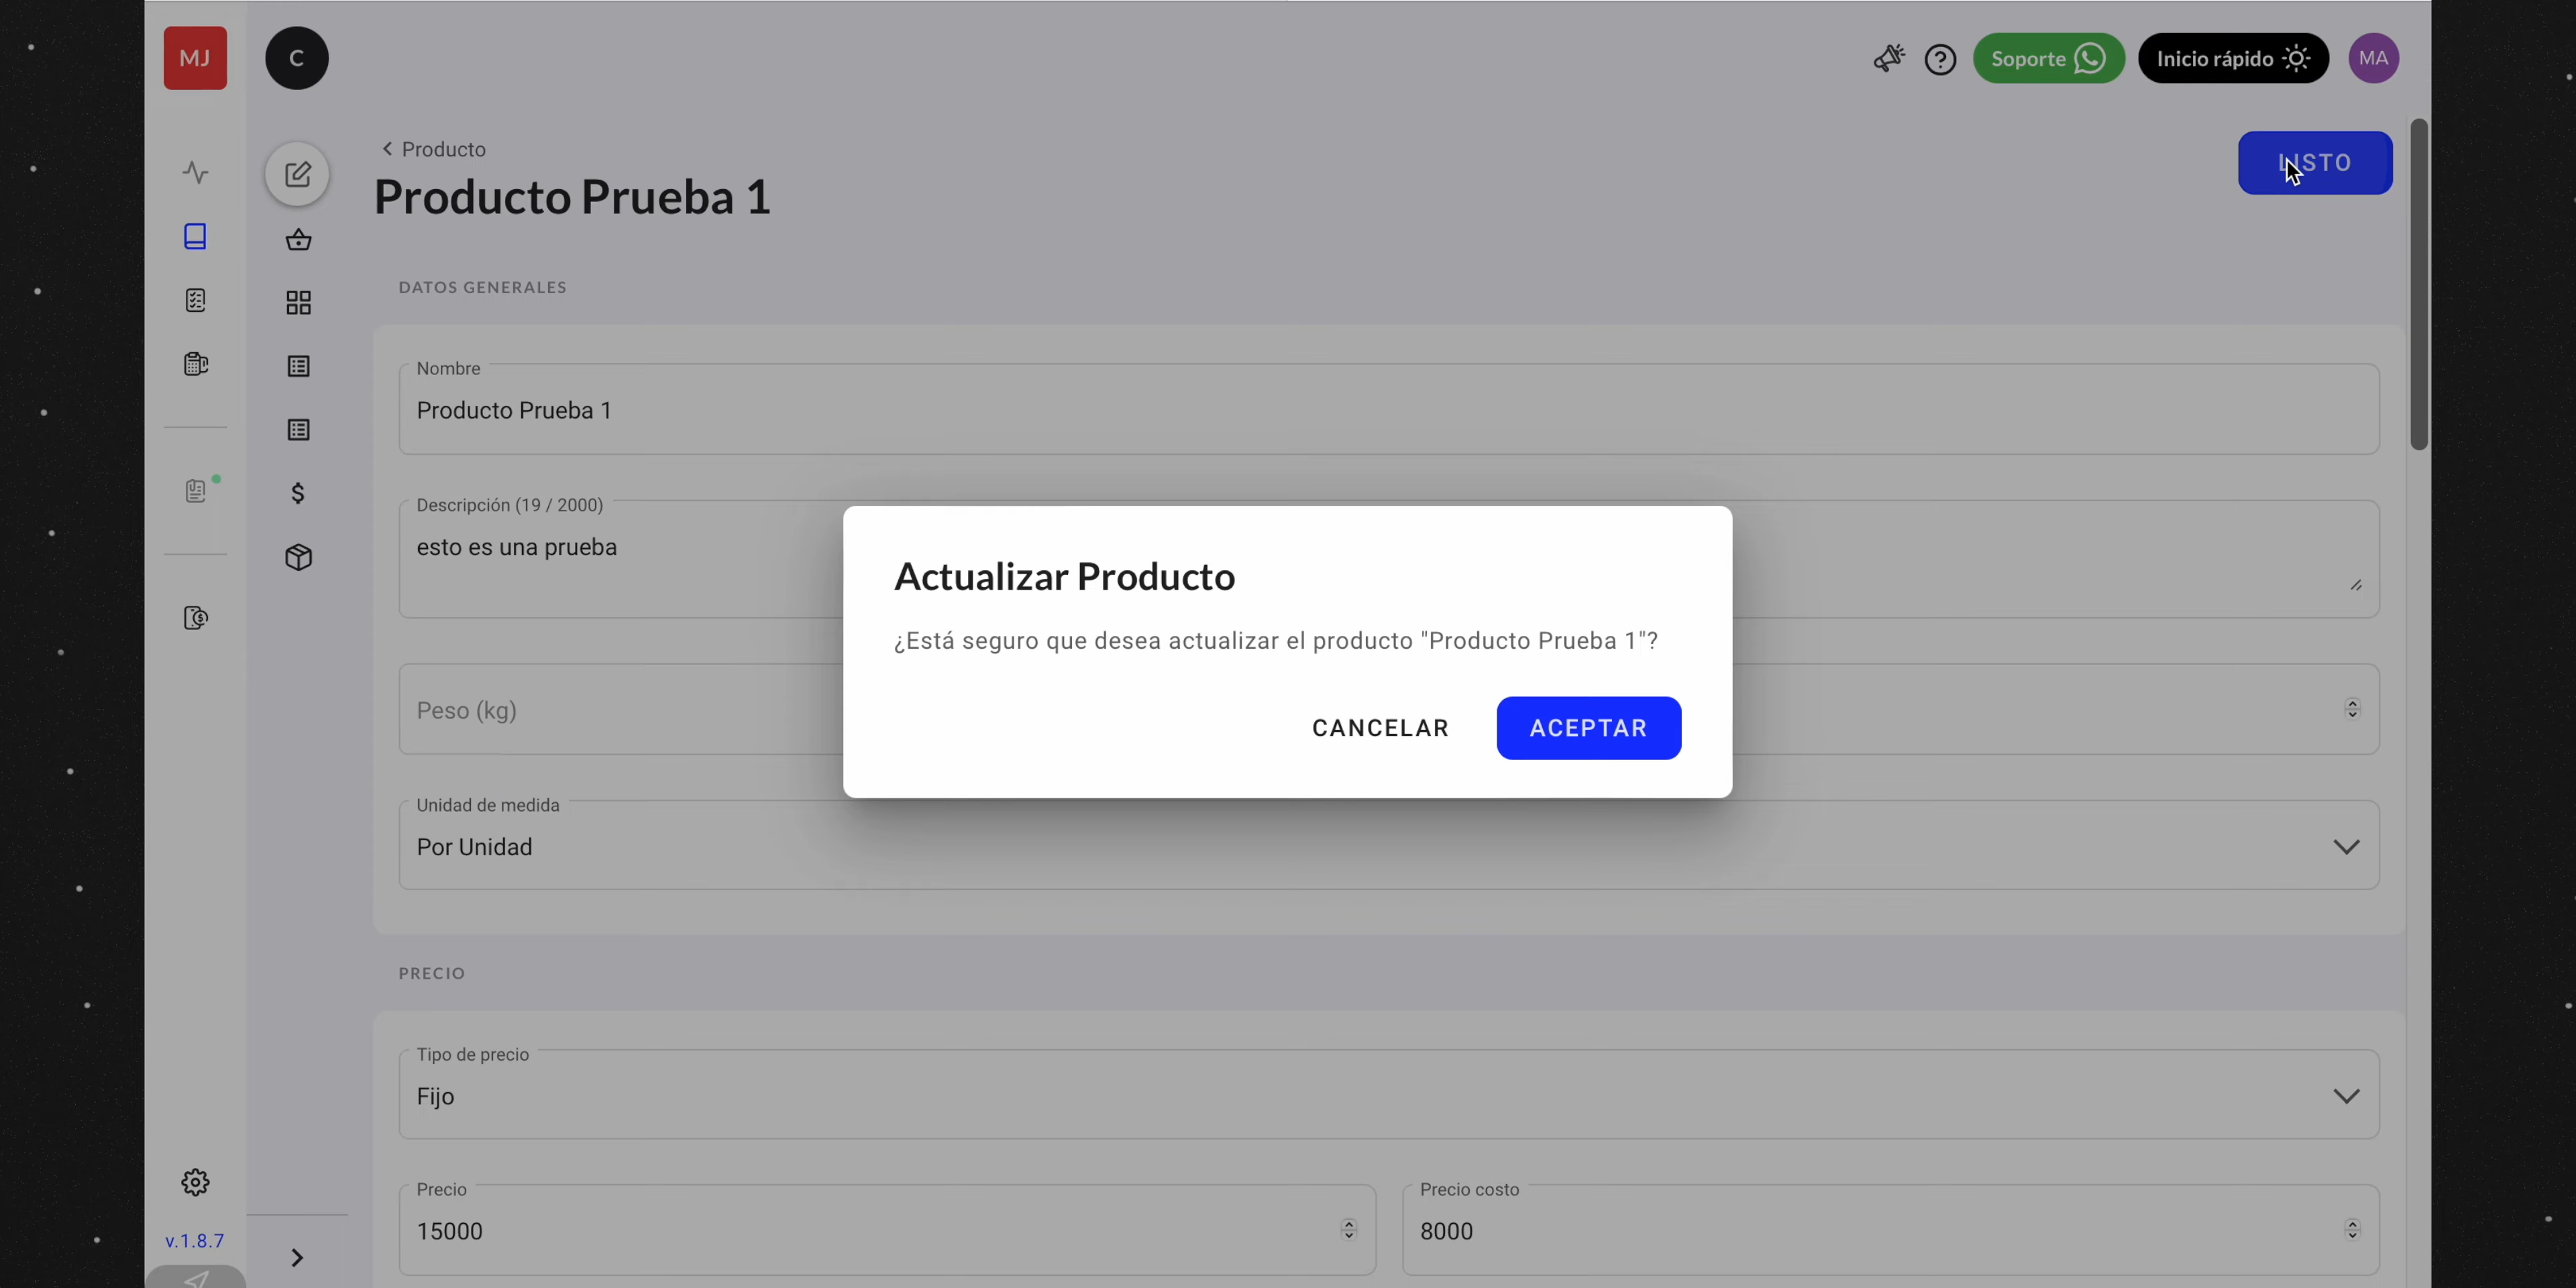 MJ
C
Soporte
Inicio rápido
MA
Producto
Producto Prueba 1
LISTO
DATOS GENERALES
Nombre
Producto Prueba 1
Descripción (19 / 2000)
esto es una prueba
Actualizar Producto
¿Está seguro que desea actualizar el producto "Producto Prueba 1"?
CANCELAR
ACEPTAR
Peso (kg)
Unidad de medida
Por Unidad
PRECIO
Tipo de precio
Fijo
Precio
15000
Precio costo
8000
v.1.8.7